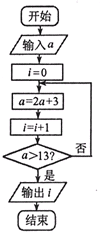 开始
输入a
i=0
a=2a+3
i=i+1
a>13?
否
是
输出i
结束